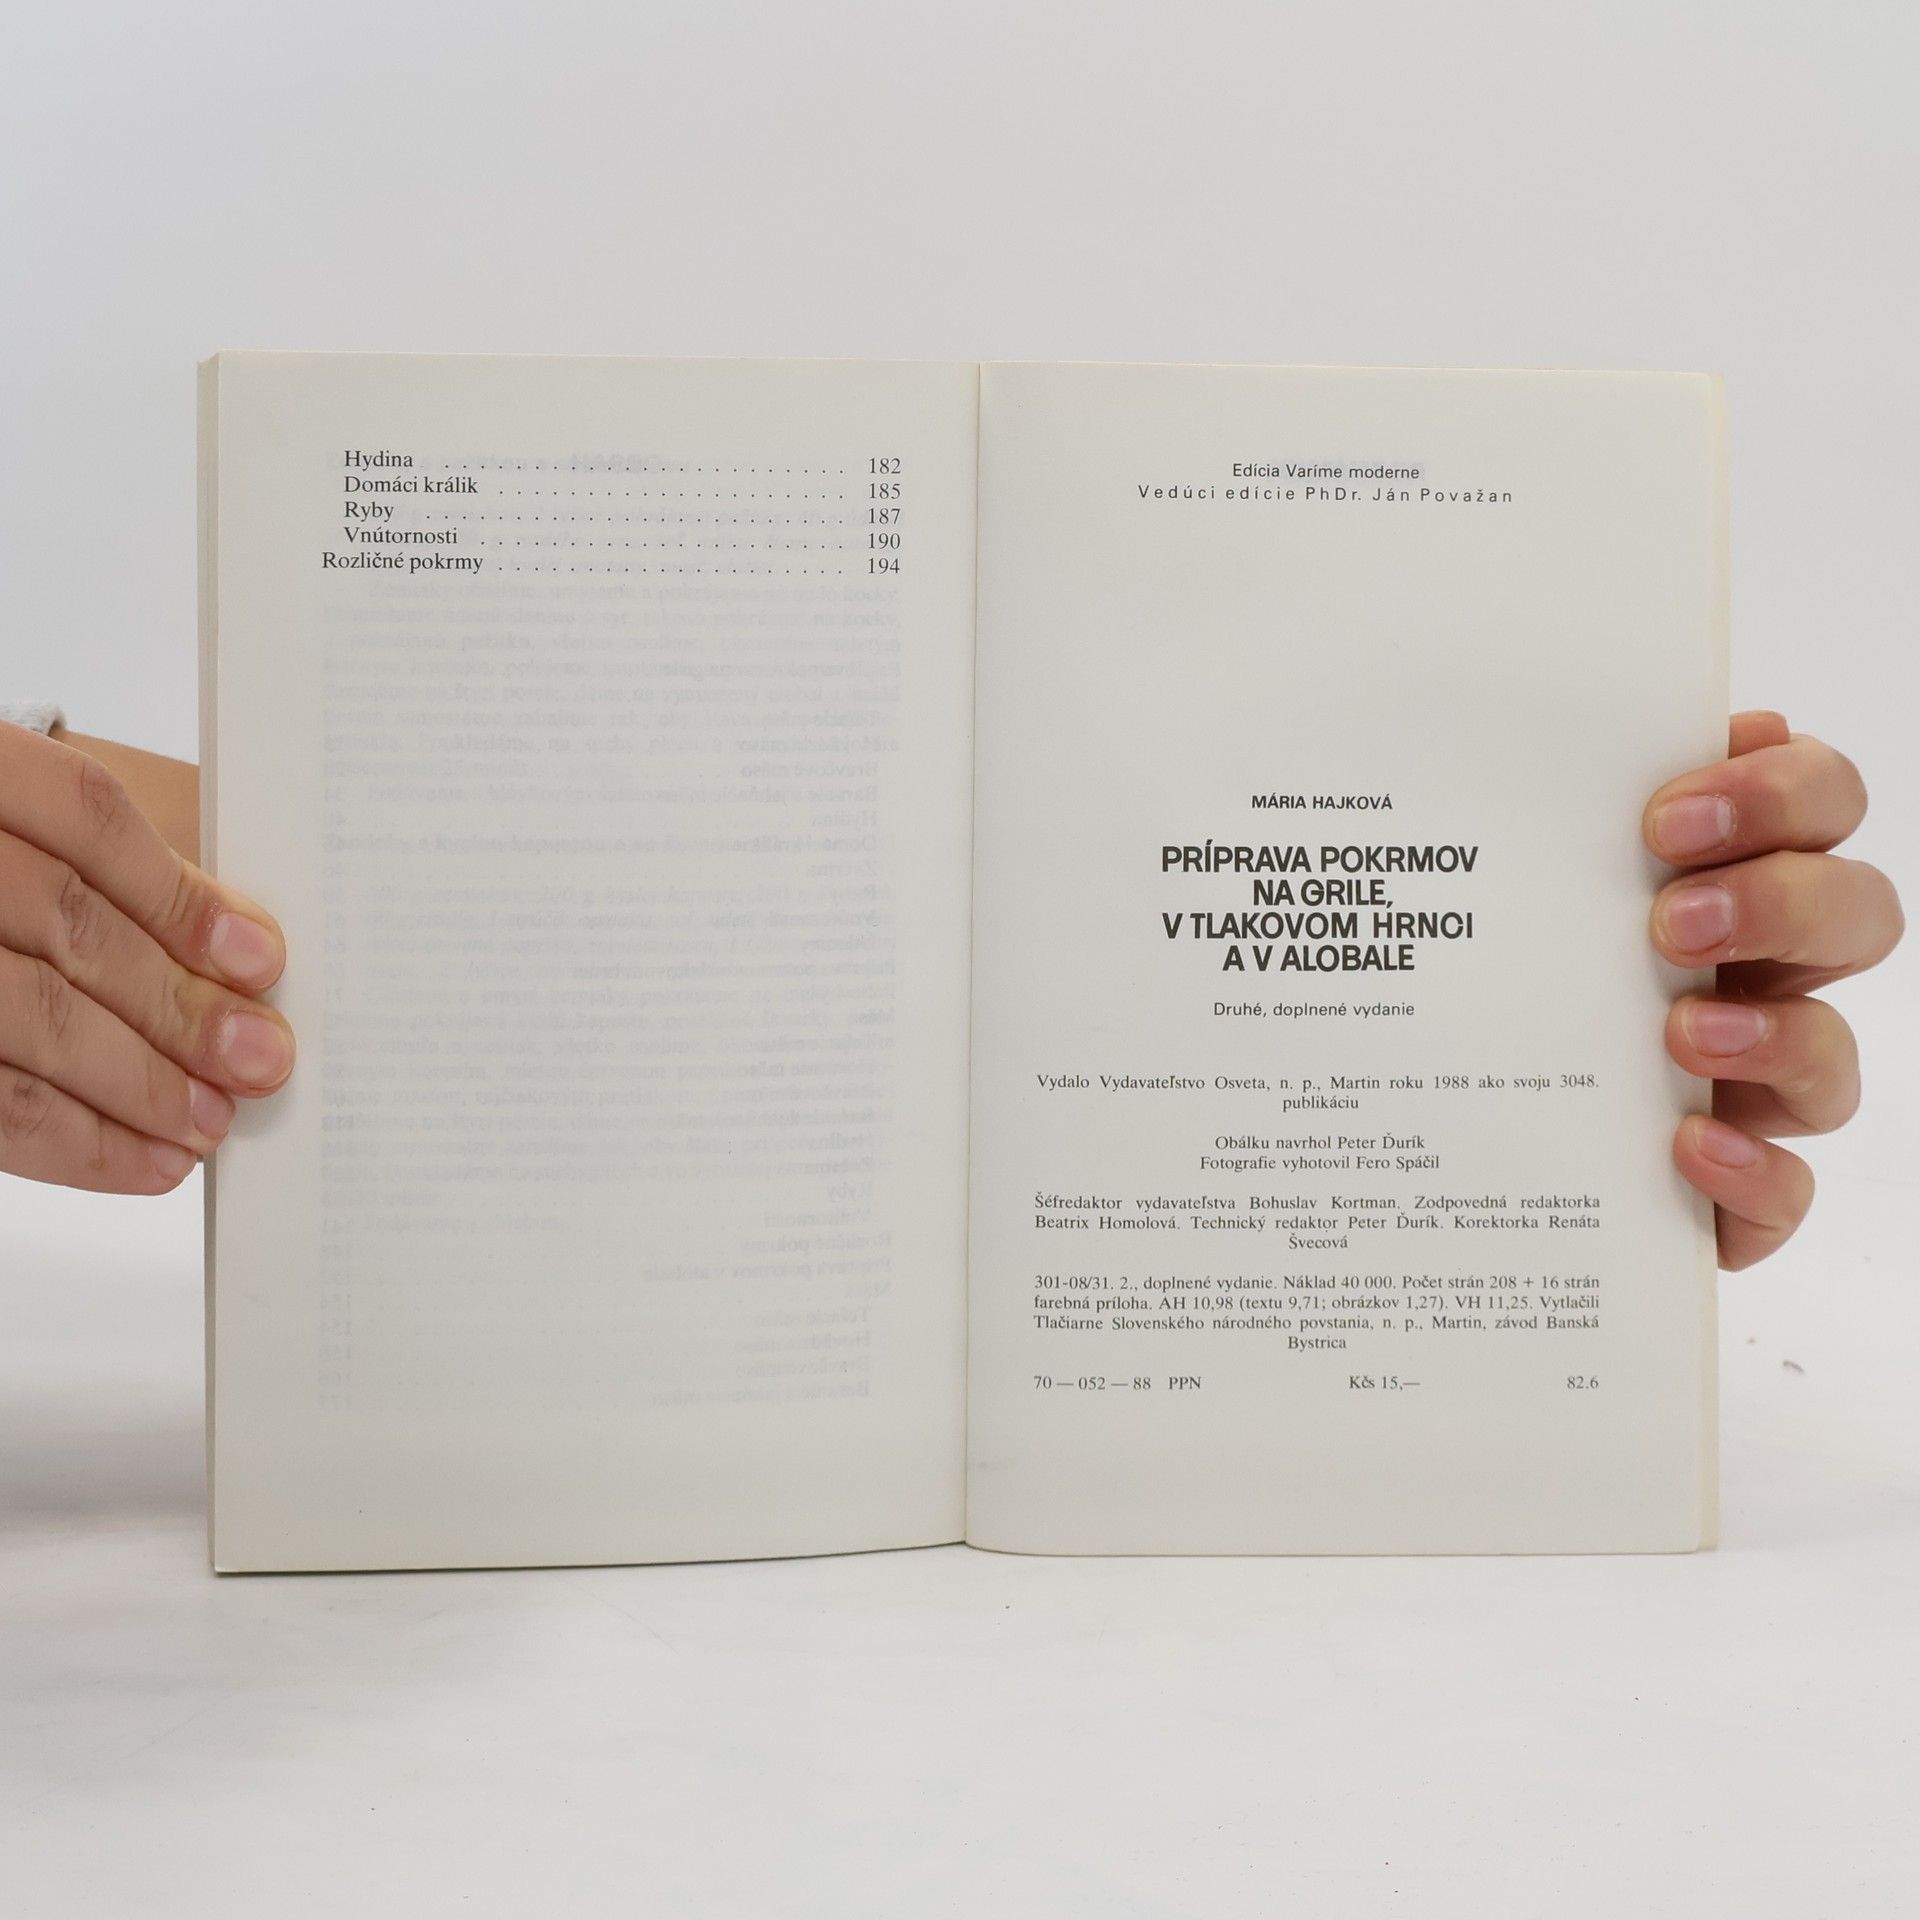 Hydina . . . . . . . . . . . . . . . . . . . . . . . 182
Domáci králik . . . . . . . . . . . . . . . . . . . 185
Ryby . . . . . . . . . . . . . . . . . . . . . . . . 187
Vnútornosti . . . . . . . . . . . . . . . . . . . . 190
Rozličné pokrmy . . . . . . . . . . . . . . . . . . . 194
Edícia Varíme moderne
Vedúci edície PhDr. Ján Považan
MÁRIA HAJKOVÁ
PRÍPRAVA POKRMOV
NA GRILE,
V TLAKOVOM HRNCI
A V ALOBALE
Druhé, doplnené vydanie
Vydalo Vydavateľstvo Osveta, n. p., Martin roku 1988 ako svoju 3048.
publikáciu
Obálku navrhol Peter Ďurík
Fotografie vyhotovil Fero Spáčil
Šéfredaktor vydavateľstva Bohuslav Kortman. Zodpovedná redaktorka
Beatrix Homolová. Technický redaktor Peter Ďurík. Korektorka Renáta
Švecová
301-08/31. 2., doplnené vydanie. Náklad 40 000. Počet strán 208 + 16 strán
farebná príloha. AH 10,98 (textu 9,71; obrázkov 1,27). VH 11,25. Vytlačili
Tlačiarne Slovenského národného povstania, n. p., Martin, závod Banská
Bystrica
70 — 052 — 88 PPN Kčs 15,— 82.6